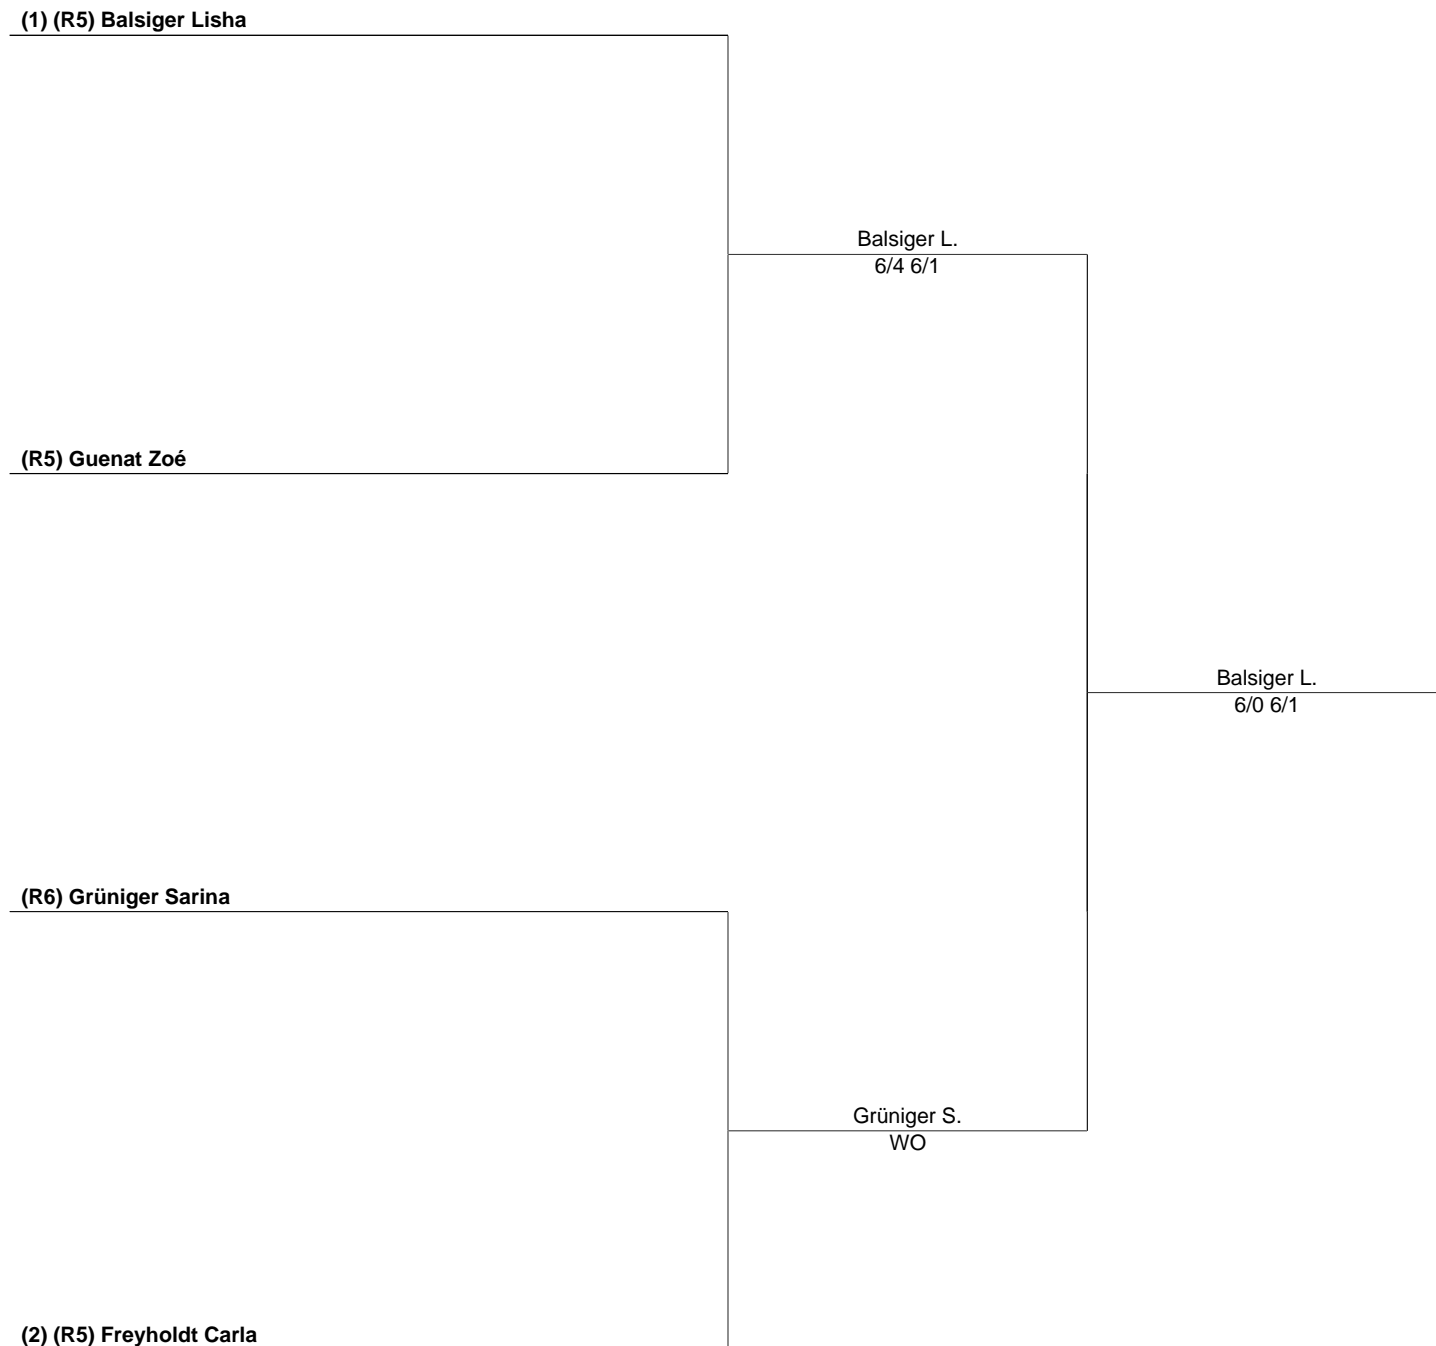 (1) (R5) Balsiger Lisha
Balsiger L.
6/4 6/1
(R5) Guenat Zoé
Balsiger L.
6/0 6/1
(R6) Grüniger Sarina
Grüniger S.
WO
(2) (R5) Freyholdt Carla